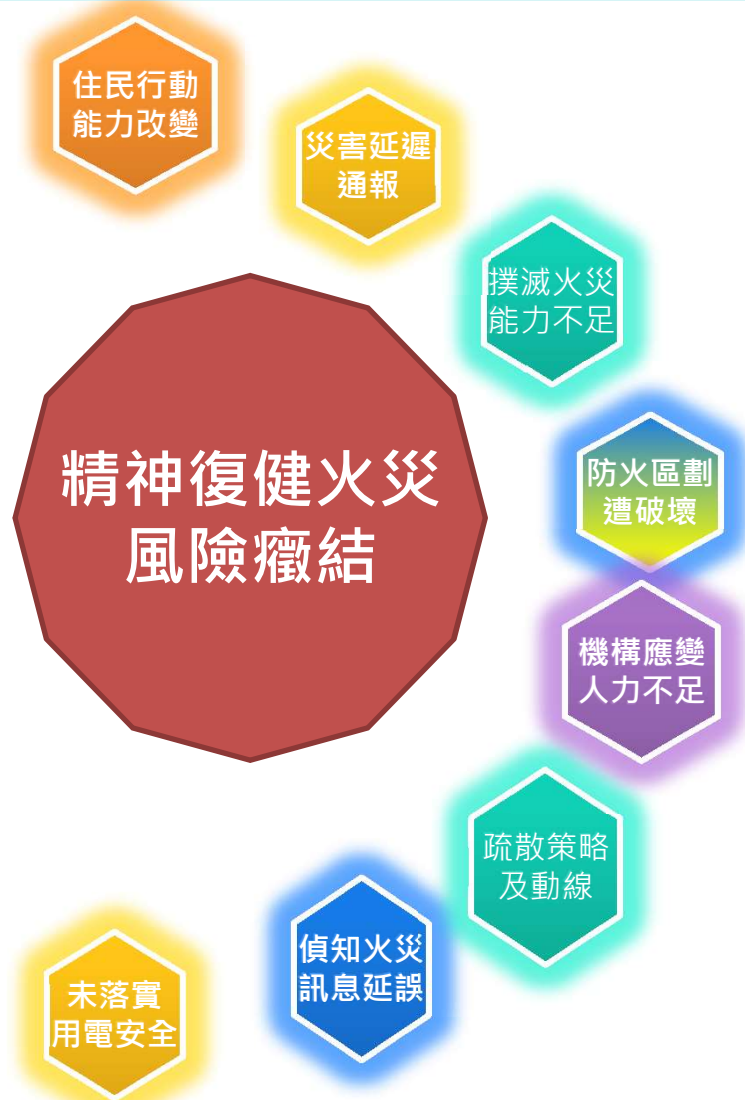 住民行動
能力改變
災害延遲
通報
撲滅火災
能力不足
精神復健火災
風險癥結
防火區劃
遭破壞
機構應變
人力不足
疏散策略
及動線
偵知火災
訊息延誤
未落實
用電安全